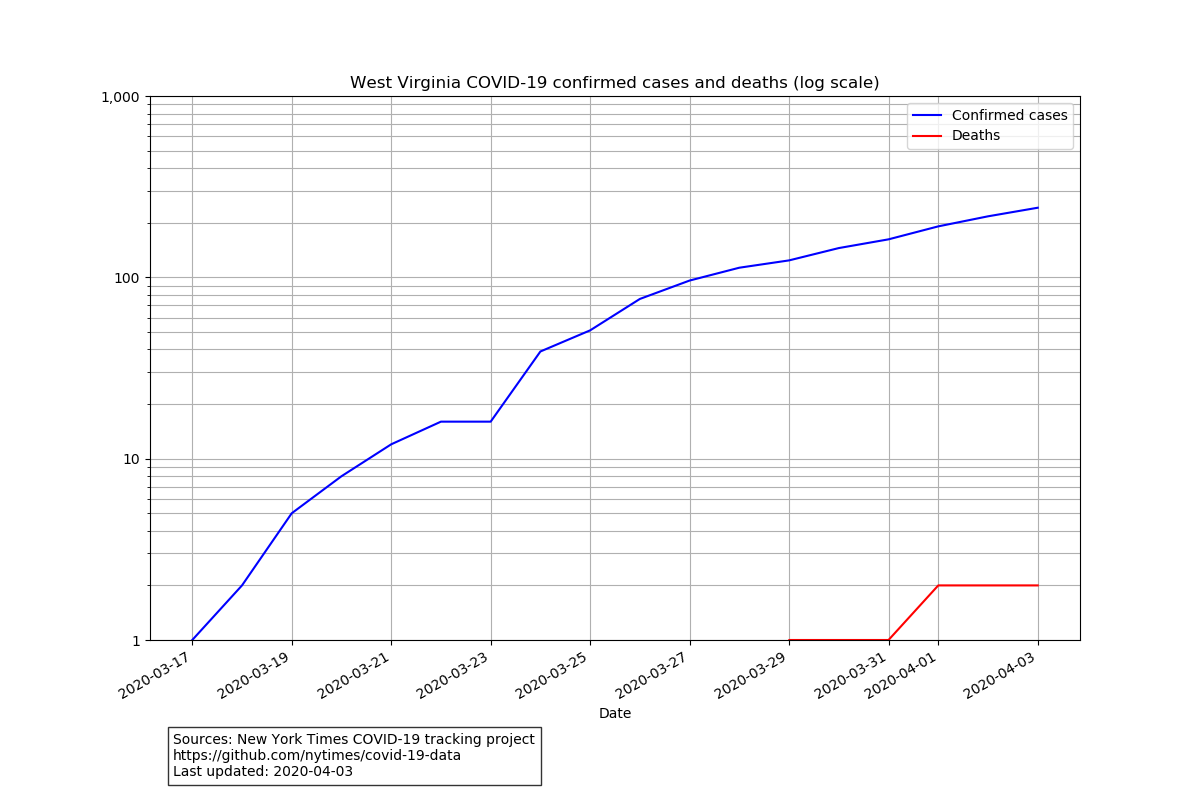 West Virginia COVID-19 confirmed cases and deaths (log scale)
1,000
100
10
1
Confirmed cases
Deaths
2020-03-17
2020-03-19
2020-03-21
2020-03-23
2020-03-25
2020-03-27
2020-03-29
2020-03-31
2020-04-01
2020-04-03
Date
Sources: New York Times COVID-19 tracking project
https://github.com/nytimes/covid-19-data
Last updated: 2020-04-03